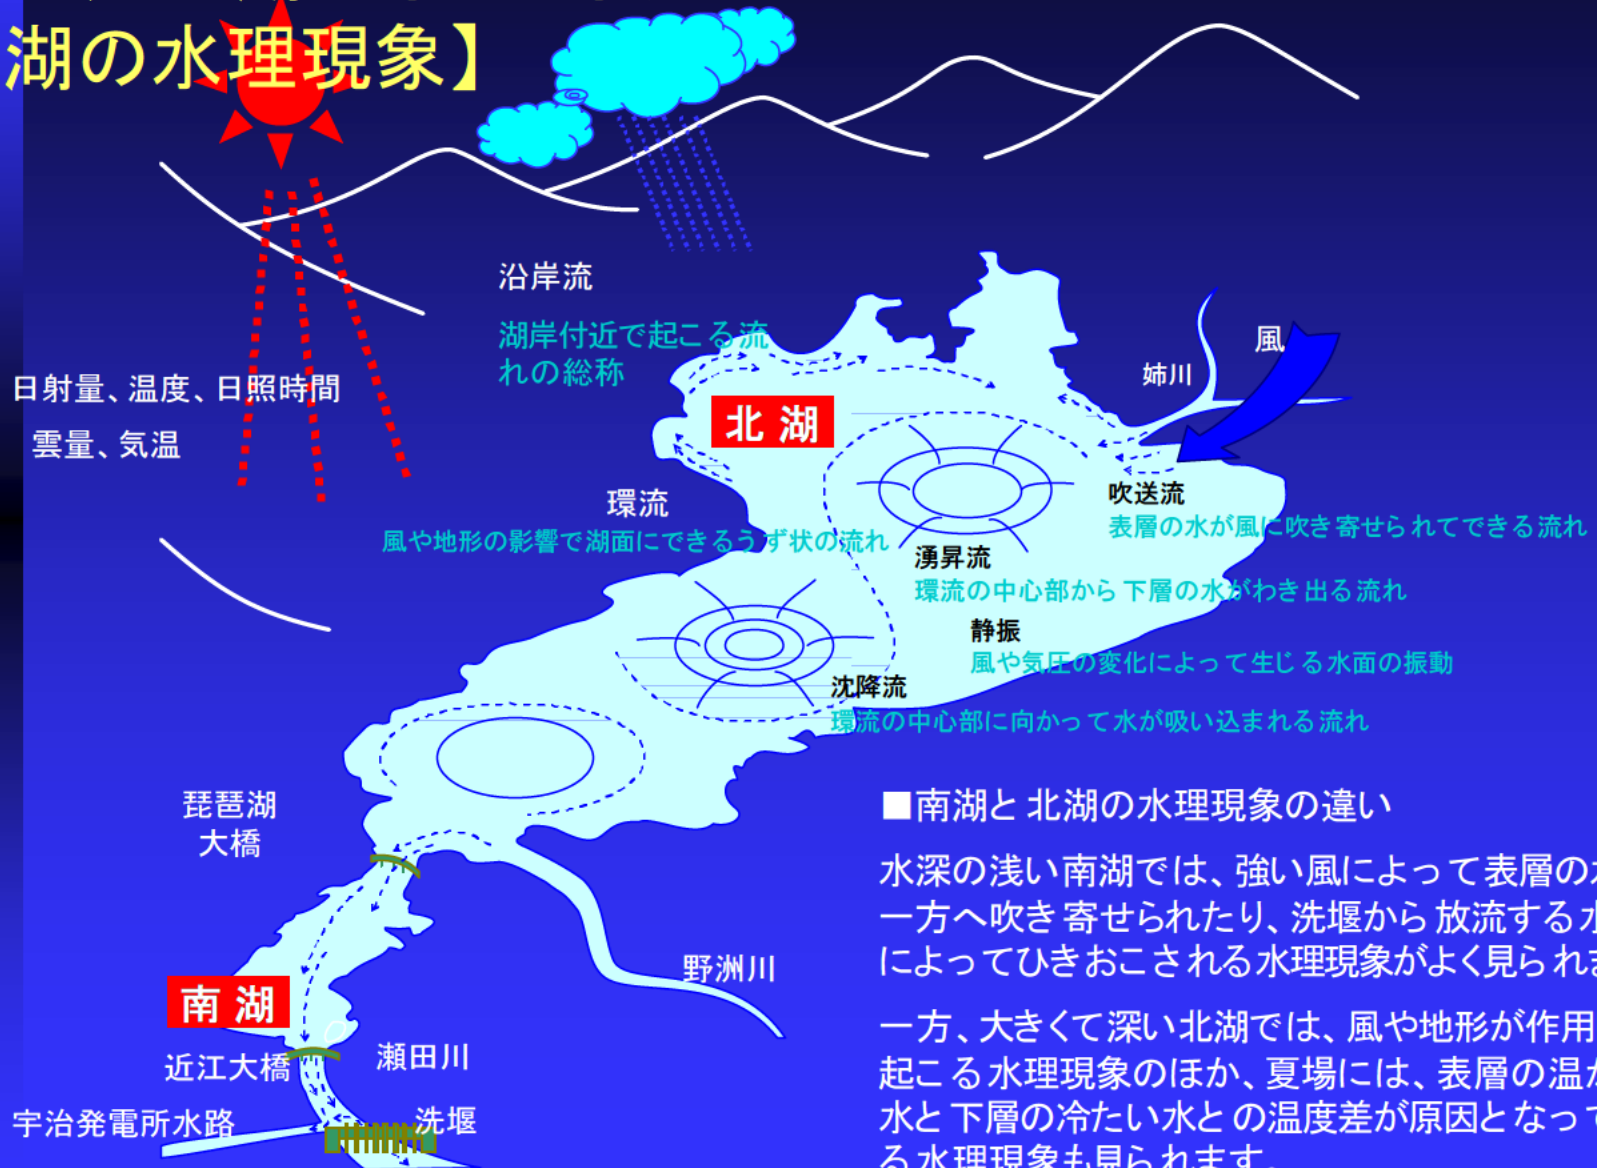 湖の水理現象】
沿岸流
湖岸付近で起こる流
れの総称
風
姉川
日射量、温度、日照時間
雲量、気温
北湖
環流
風や地形の影響で湖面にできるうず状の流れ
吹送流
表層の水が風に吹き寄せられてできる流れ
湧昇流
環流の中心部から下層の水がわき出る流れ
静振
風や気圧の変化によって生じる水面の振動
沈降流
環流の中心部に向かって水が吸い込まれる流れ
琵琶湖
大橋
野洲川
南湖
近江大橋
瀬田川
宇治発電所水路
洗堰
■南湖と北湖の水理現象の違い
水深の浅い南湖では、強い風によって表層の
一方へ吹き寄せられたり、洗堰から放流する
によってひきおこされる水理現象がよく見られ
一方、大きくて深い北湖では、風や地形が作用
起こる水理現象のほか、夏場には、表層の温か
水と下層の冷たい水との温度差が原因となって
る水理現象も見られます。